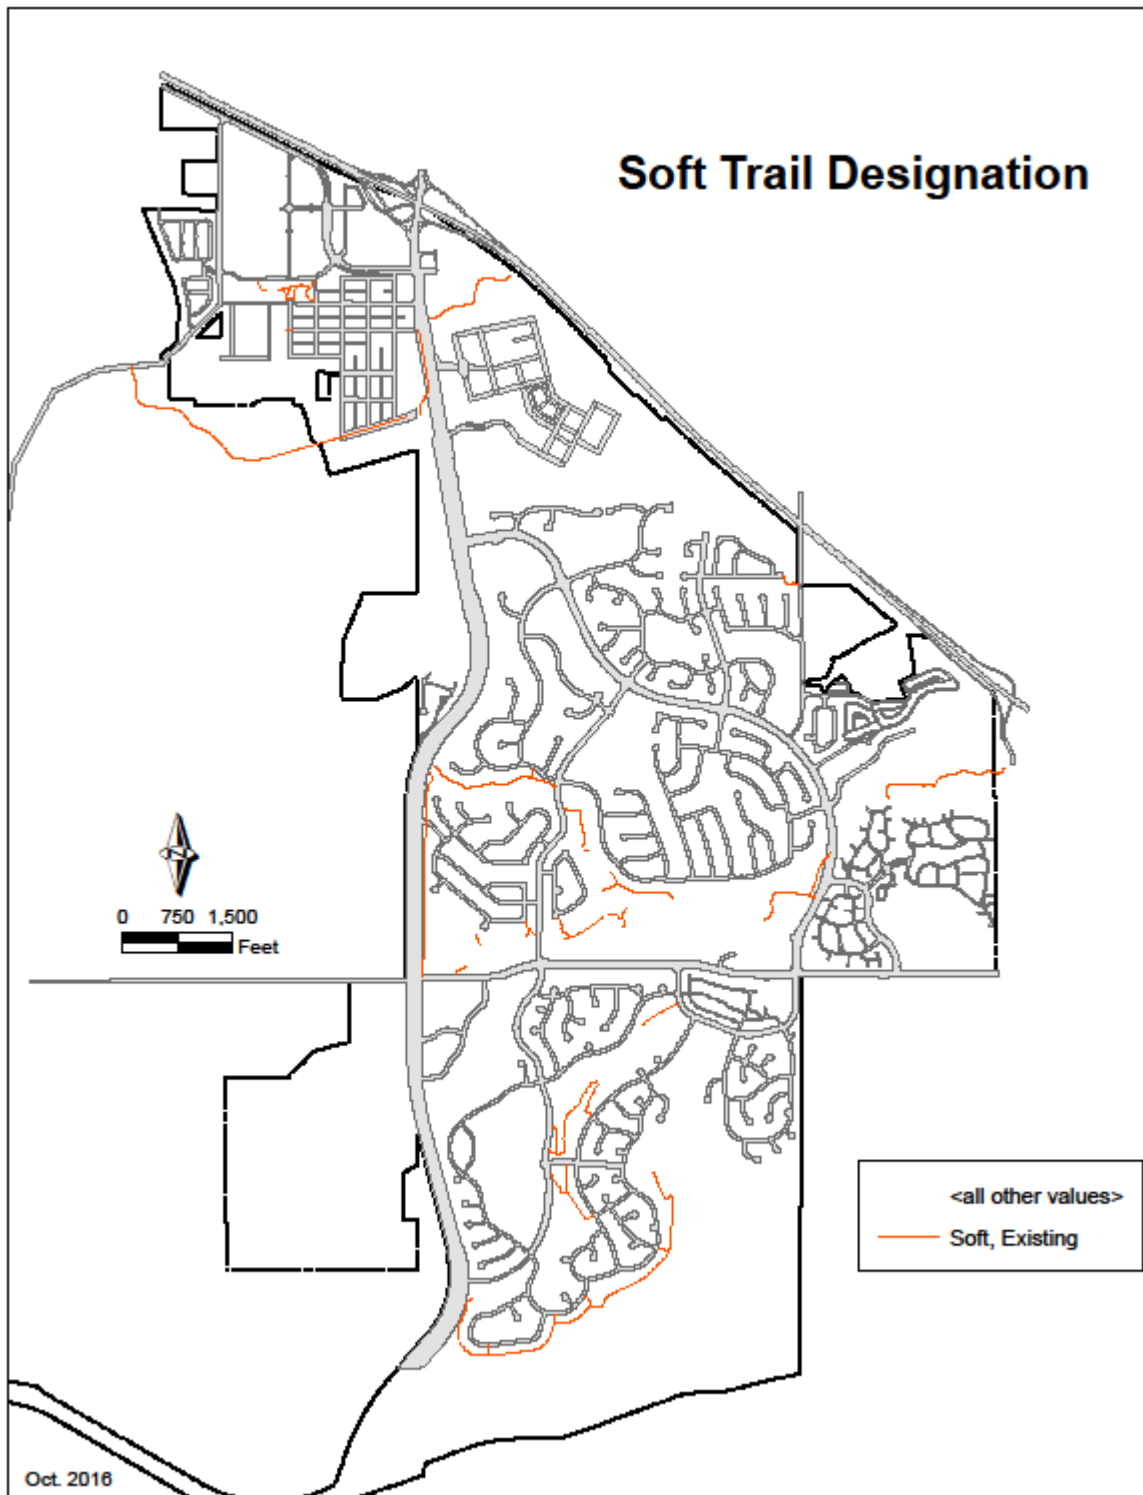 Soft Trail Designation
N
0 750 1,500
Feet
<all other values>
Soft, Existing
Oct. 2016